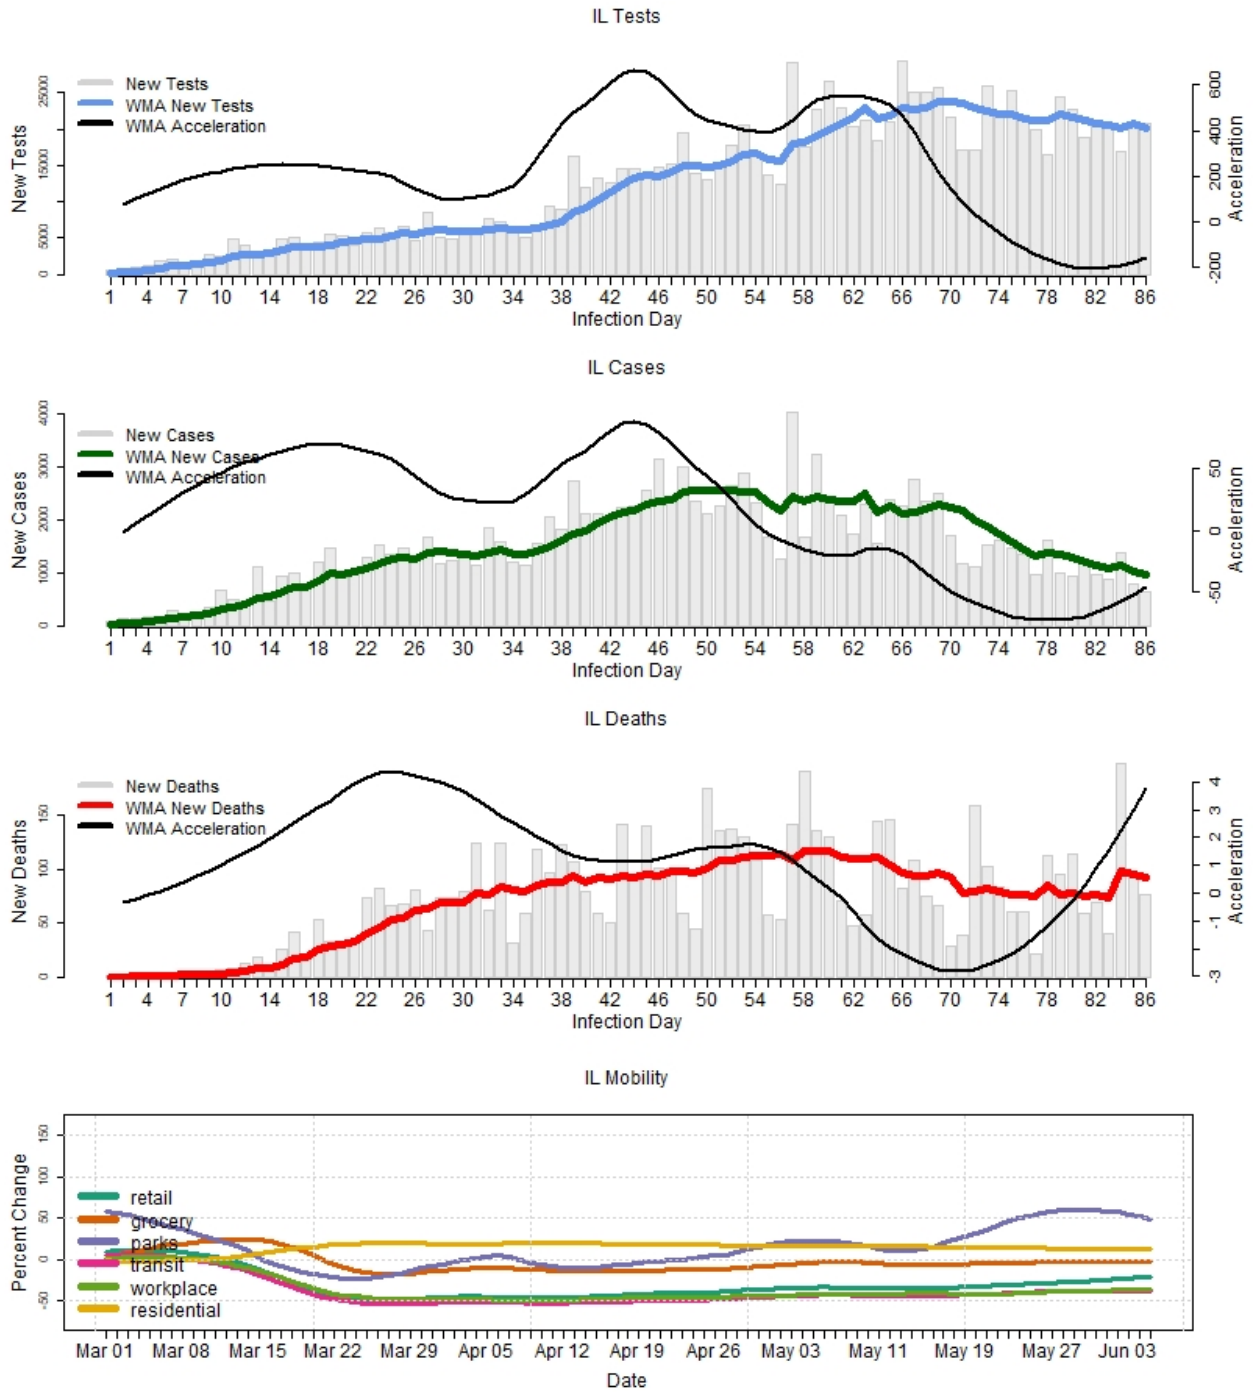 IL Tests
New Tests
WMA New Tests
WMA Acceleration
New Tests
0 5000 15000 25000
Acceleration
-200 0 200 400 600
1 4 7 10 14 18 22 26 30 34 38 42 46 50 54 58 62 66 70 74 78 82 86
Infection Day
IL Cases
New Cases
WMA New Cases
WMA Acceleration
New Cases
0 1000 2000 3000 4000
Acceleration
-50 0 50
1 4 7 10 14 18 22 26 30 34 38 42 46 50 54 58 62 66 70 74 78 82 86
Infection Day
IL Deaths
New Deaths
WMA New Deaths
WMA Acceleration
New Deaths
0 50 100 150
Acceleration
-3 -1 0 1 2 3 4
1 4 7 10 14 18 22 26 30 34 38 42 46 50 54 58 62 66 70 74 78 82 86
Infection Day
IL Mobility
retail
grocery
parks
transit
workplace
residential
Percent Change
-50 0 50 100 150
Mar 01 Mar 08 Mar 15 Mar 22 Mar 29 Apr 05 Apr 12 Apr 19 Apr 26 May 03 May 11 May 19 May 27 Jun 03
Date